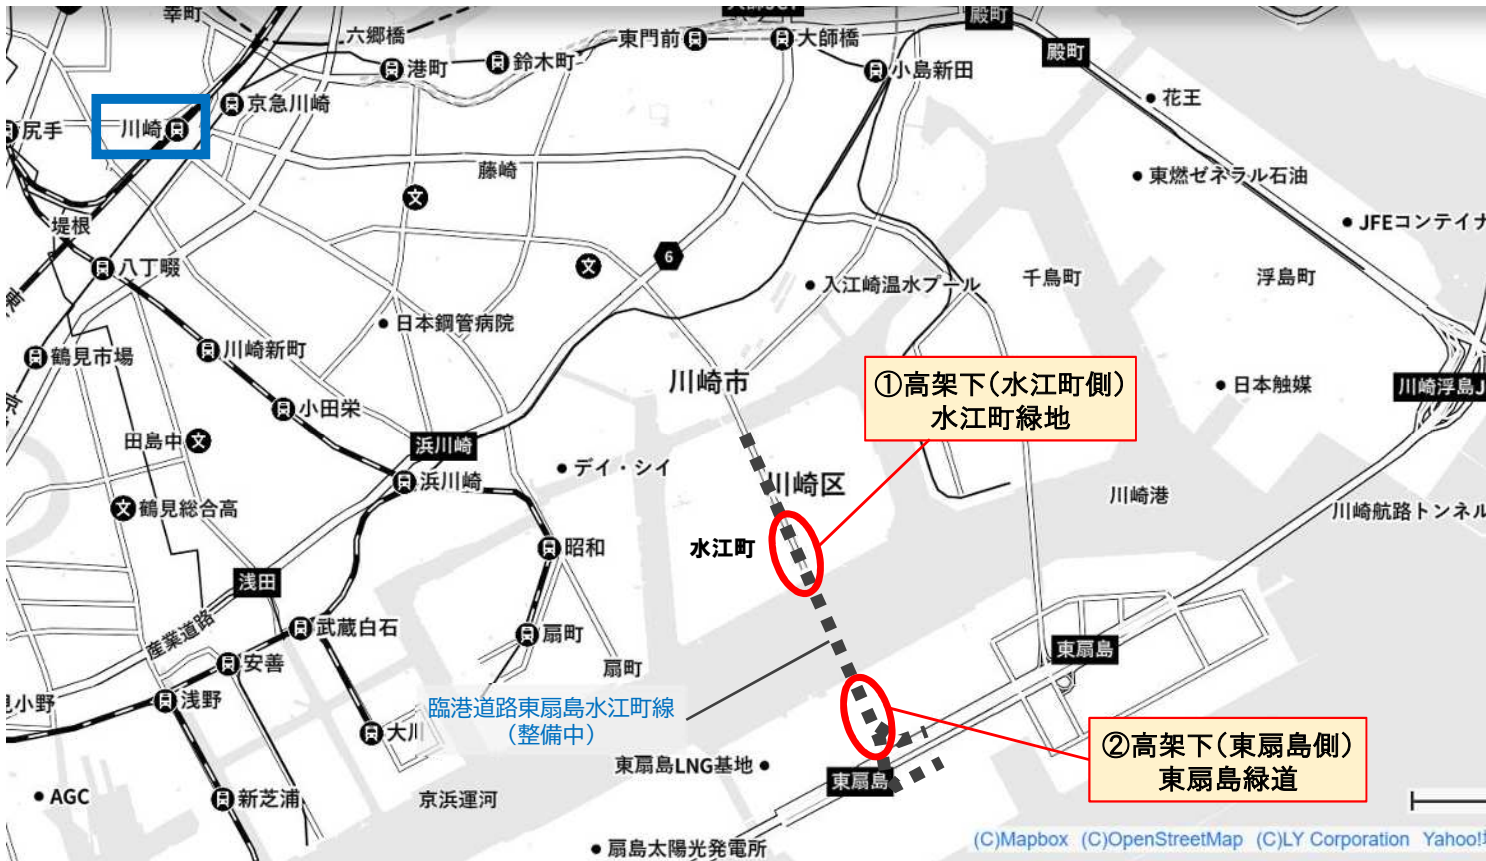 幸町
六郷橋
港町
鈴木町
東門前
大師橋
殿町
殿町
小島新田
花王
京急川崎
川崎
尻手
藤崎
東燃ゼネラル石油
JFEコンテイナ
堤根
八丁畷
6
文
文
入江崎温水プール
千鳥町
浮島町
日本鋼管病院
鶴見市場
川崎新町
川崎市
①高架下（水江町側）
水江町緑地
日本触媒
川崎浮島J
小田栄
田島中
文
浜川崎
浜川崎
デイ・シイ
川崎区
川崎港
川崎航路トンネル
文
鶴見総合高
水江町
昭和
浅田
産業道路
武蔵白石
扇町
扇町
安善
東扇島
見小野
浅野
臨港道路東扇島水江町線
（整備中）
大川
②高架下（東扇島側）
東扇島緑道
東扇島LNG基地
東扇島
AGC
新芝浦
京浜運河
扇島太陽光発電所
(C)Mapbox (C)OpenStreetMap (C)LY Corporation Yahoo!